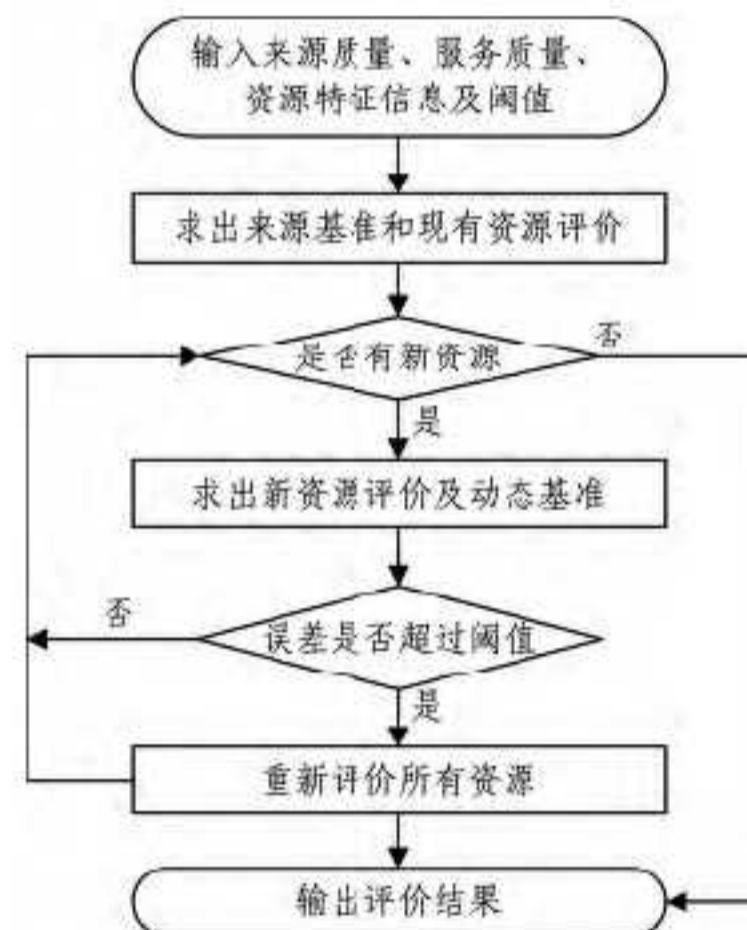 输入来源质量、服务质量、
资源特征信息及阈值
求出来源基准和现有资源评价
是否有新资源
否
是
求出新资源评价及动态基准
否
误差是否超过阈值
是
重新评价所有资源
输出评价结果